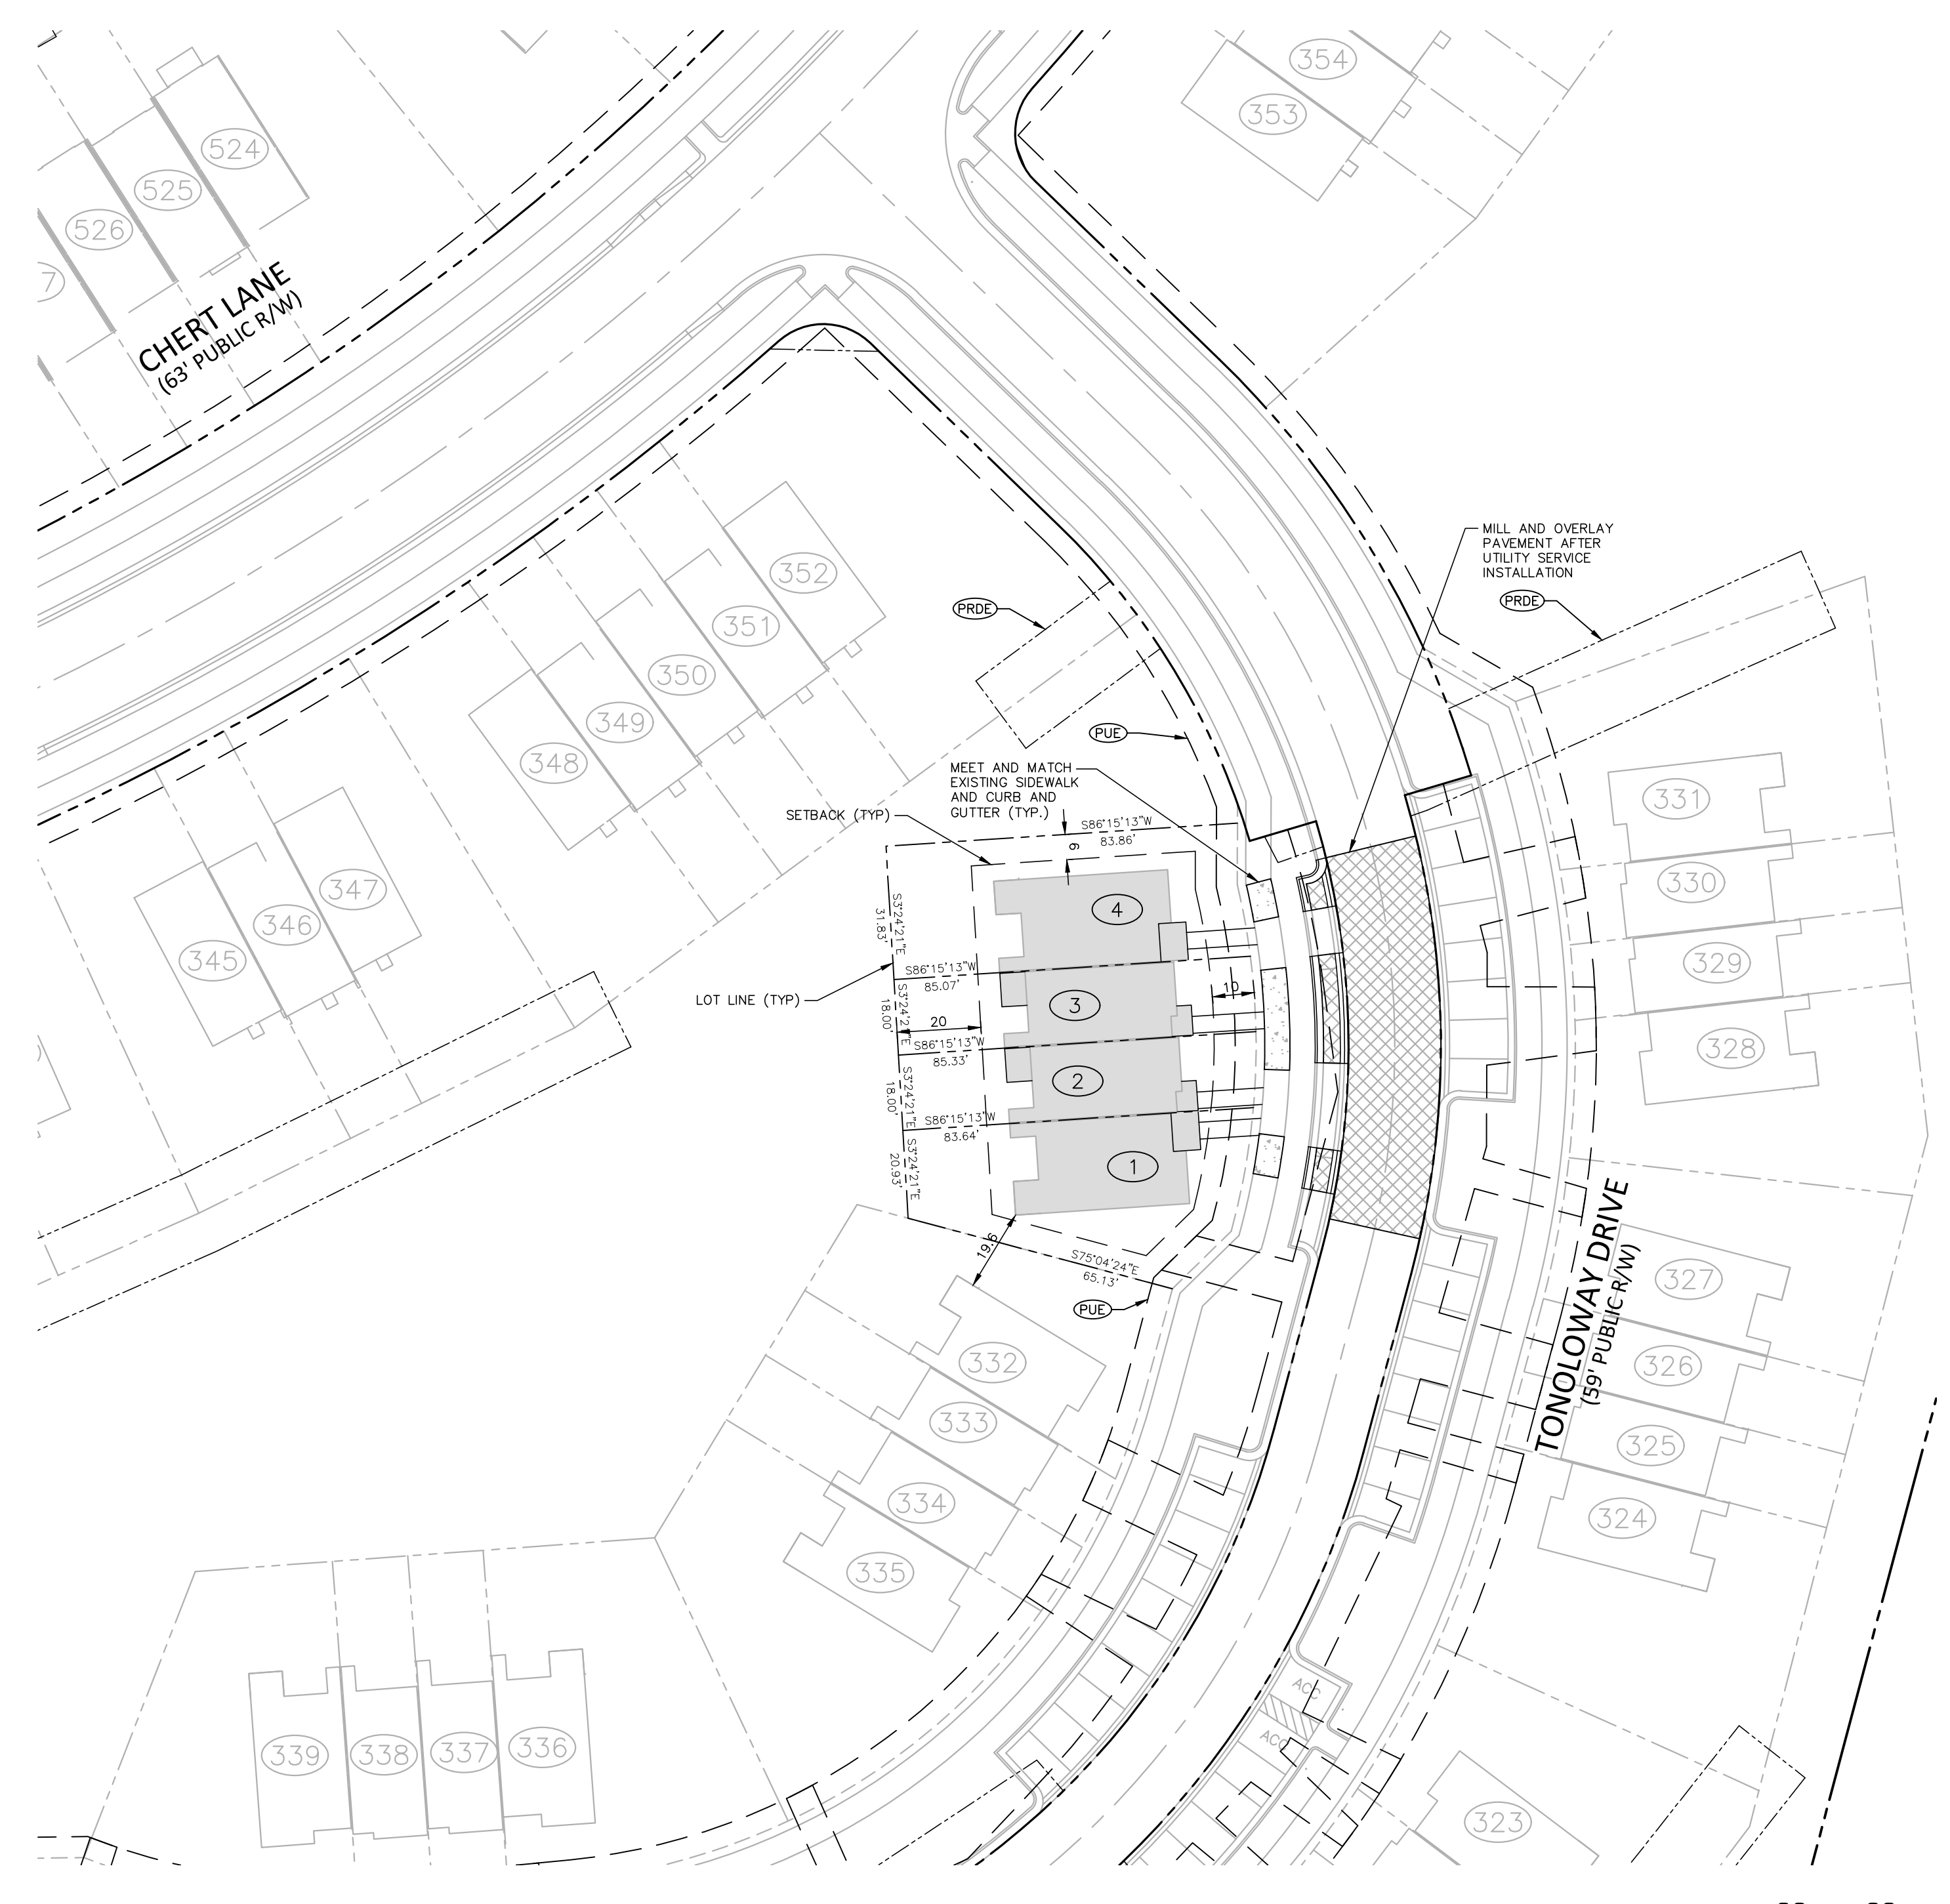 354
353
524
525
526
7
CHERT LANE
(63' PUBLIC R/W)
MILL AND OVERLAY
PAVEMENT AFTER
UTILITY SERVICE
INSTALLATION
PRDE
PRDE
352
351
350
349
348
PUE
MEET AND MATCH
EXISTING SIDEWALK
AND CURB AND
GUTTER (TYP.)
SETBACK (TYP)
S86°15'13"W
83.86'
6
331
330
329
328
347
346
345
4
S3°24'21"E
31.83'
S86°15'13"W
85.07'
LOT LINE (TYP)
3
10
S3°24'21"E
18.00'
20
S86°15'13"W
85.33'
2
S3°24'21"E
18.00'
S86°15'13"W
83.64'
1
S3°24'21"E
20.93'
19.6
S75°04'24"E
65.13'
PUE
TONOLOWAY DRIVE
(59' PUBLIC R/W)
327
326
325
324
332
333
334
335
339
338
337
336
ACC
ACC
323